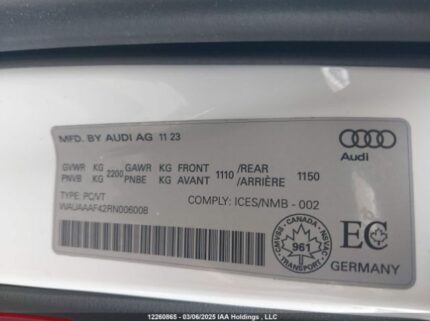 MFD. BY AUDI AG 11 23
Audi
GVWR KG 2200 GAWR KG FRONT 1110 /REAR 1150
PNVB KG PNBE KG AVANT /ARRIÈRE
TYPE: PC/VT
WAUAAAF42RN006008
COMPLY: ICES/NMB - 002
CMVSS - CANADA - NSVAC
961
TRANSPORT
EC
GERMANY
12260865 - 03/06/2025 IAA Holdings , LLC